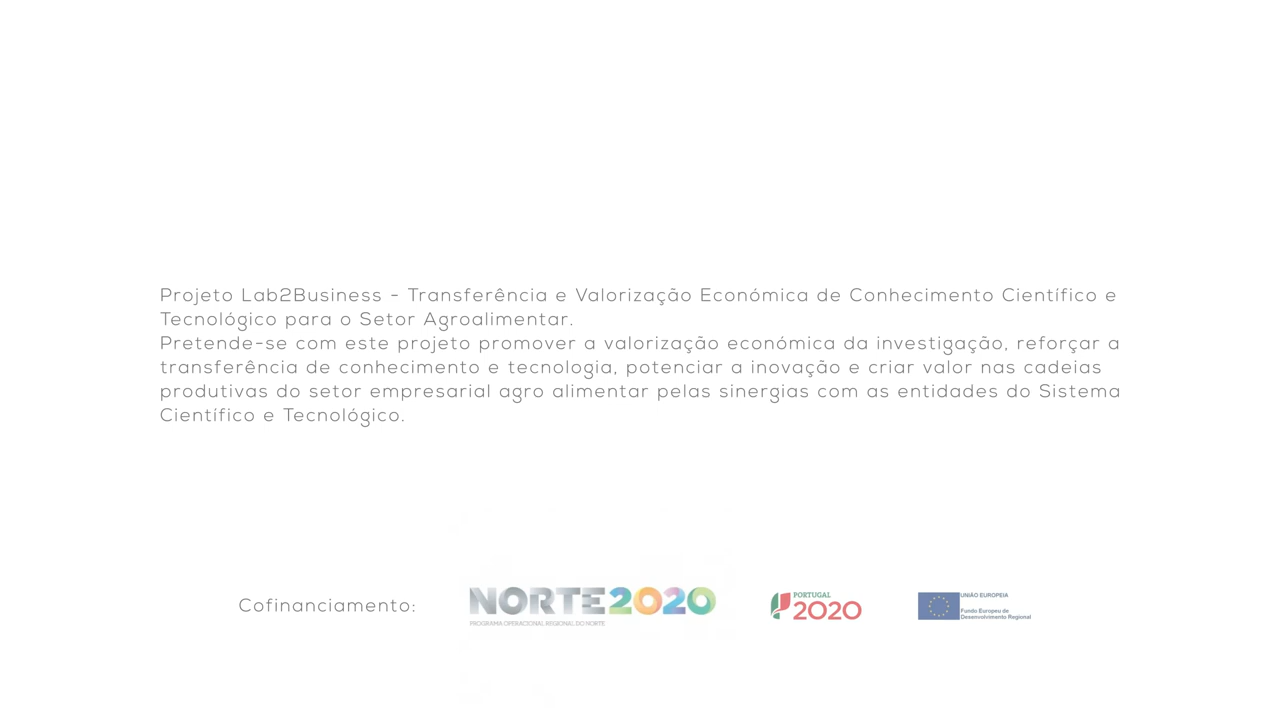 Projeto Lab2Business - Transferência e Valorização Económica de Conhecimento Científico e
Tecnológico para o Setor Agroalimentar.
Pretende-se com este projeto promover a valorização económica da investigação, reforçar a
transferência de conhecimento e tecnologia, potenciar a inovação e criar valor nas cadeias
produtivas do setor empresarial agro alimentar pelas sinergias com as entidades do Sistema
Científico e Tecnológico.
Cofinanciamento:
NORTE2020
PROGRAMA OPERACIONAL REGIONAL DO NORTE
PORTUGAL
2020
UNIÃO EUROPEIA
Fundo Europeu de
Desenvolvimento Regional